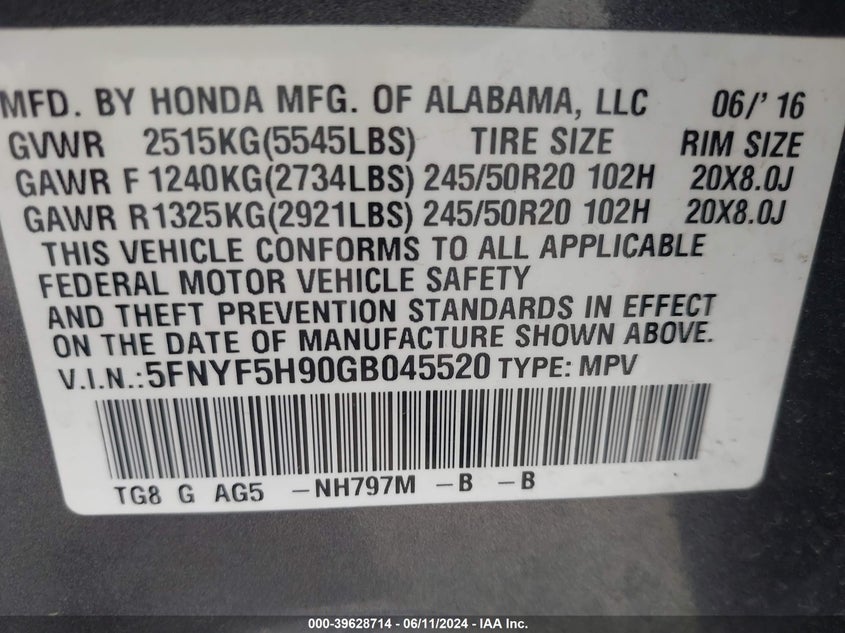 MFD. BY HONDA MFG. OF ALABAMA, LLC 06/' 16
GVWR 2515KG(5545LBS) TIRE SIZE RIM SIZE
GAWR F 1240KG(2734LBS) 245/50R20 102H 20X8.0J
GAWR R1325KG(2921LBS) 245/50R20 102H 20X8.0J
THIS VEHICLE CONFORMS TO ALL APPLICABLE
FEDERAL MOTOR VEHICLE SAFETY
AND THEFT PREVENTION STANDARDS IN EFFECT
ON THE DATE OF MANUFACTURE SHOWN ABOVE.
V.I.N.:5FNYF5H90GB045520 TYPE: MPV
TG8 G AG5 -NH797M -B -B
000-39628714 - 06/11/2024 - IAA Inc.